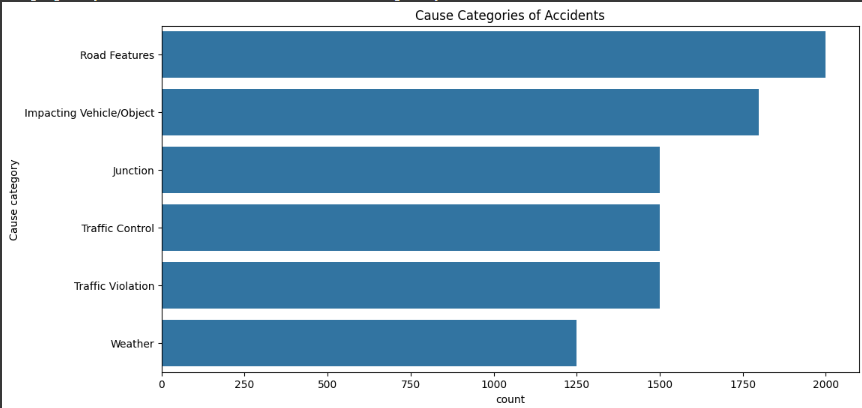 Cause Categories of Accidents
Road Features
Impacting Vehicle/Object
Junction
Traffic Control
Traffic Violation
Weather
Cause category
0 250 500 750 1000 1250 1500 1750 2000
count